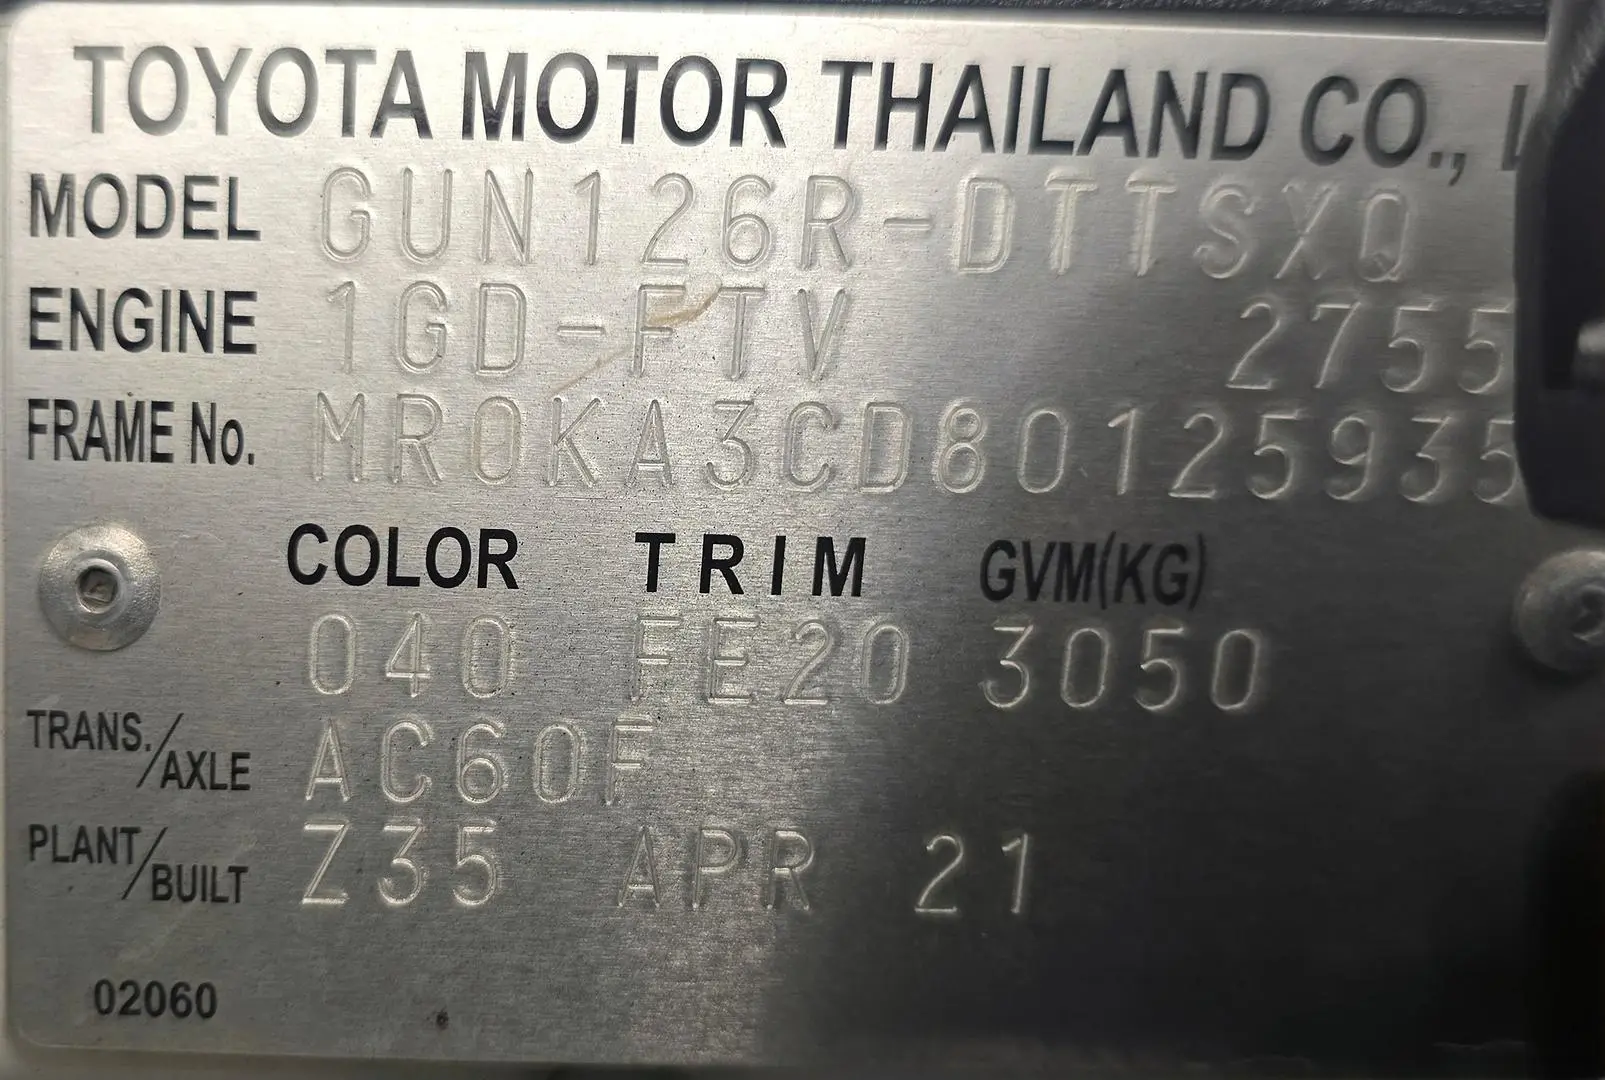 TOYOTA MOTOR THAILAND CO.,
MODEL GUN126R-DTTSXQ
ENGINE 1GD-FTV 2755
FRAME No. MR0KA3CD80125935
COLOR TRIM GVM(KG)
040 FE20 3050
TRANS./AXLE AC60F
PLANT/BUILT Z35 APR 21
02060